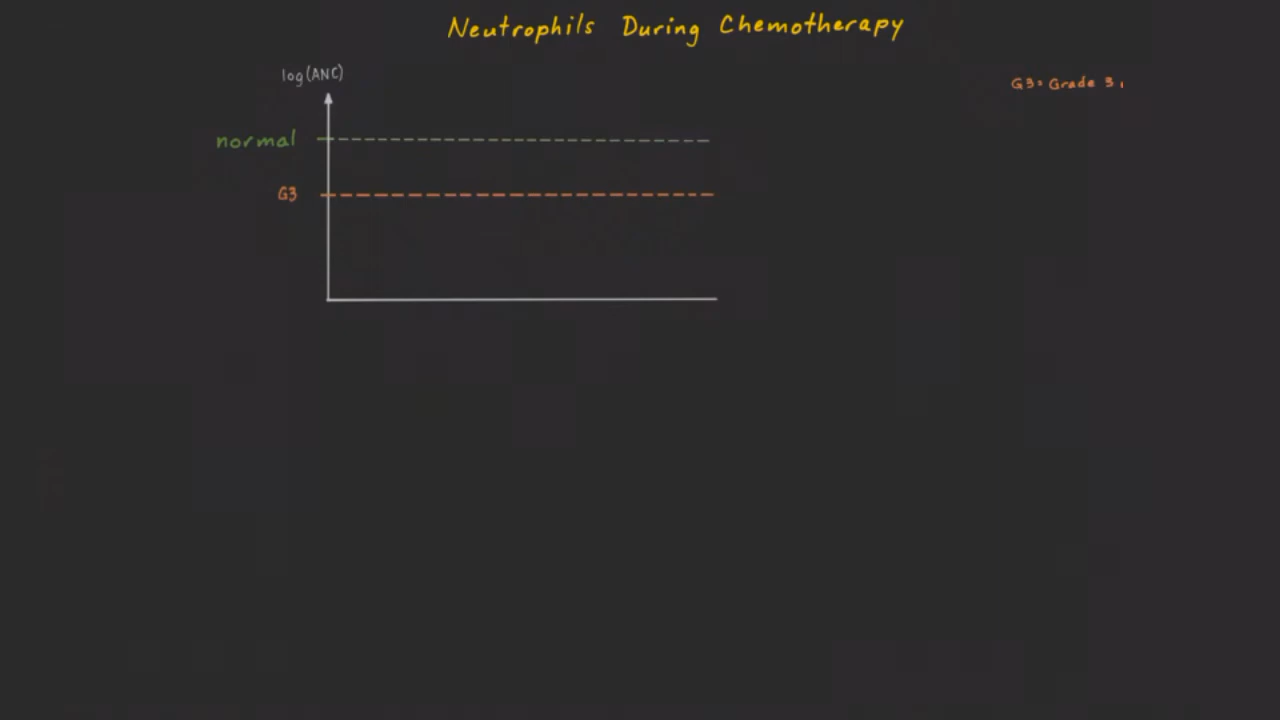 Neutrophils During Chemotherapy
log(ANC)
G3= Grade 3
normal
G3